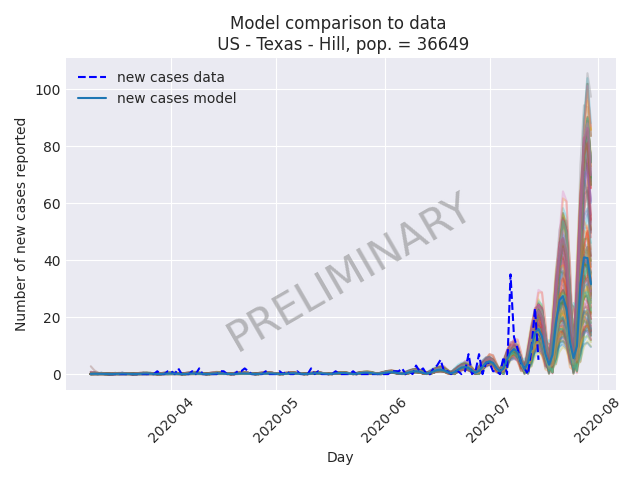 Model comparison to data
US - Texas - Hill, pop. = 36649
new cases data
new cases model
Number of new cases reported
100
80
60
40
20
0
PRELIMINARY
2020-04
2020-05
2020-06
2020-07
2020-08
Day